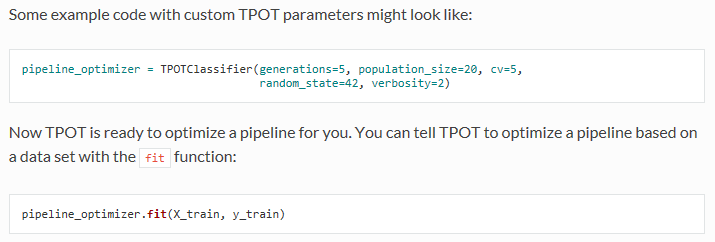 Some example code with custom TPOT parameters might look like:
pipeline_optimizer = TPOTClassifier(generations=5, population_size=20, cv=5,
random_state=42, verbosity=2)
Now TPOT is ready to optimize a pipeline for you. You can tell TPOT to optimize a pipeline based on
a data set with the fit function:
pipeline_optimizer.fit(X_train, y_train)